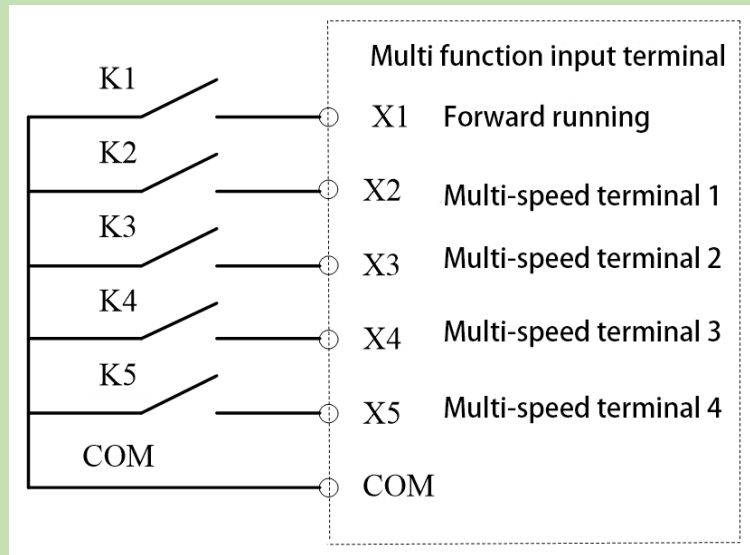 Multi function input terminal
K1
X1 Forward running
K2
X2 Multi-speed terminal 1
K3
X3 Multi-speed terminal 2
K4
X4 Multi-speed terminal 3
K5
X5 Multi-speed terminal 4
COM
COM